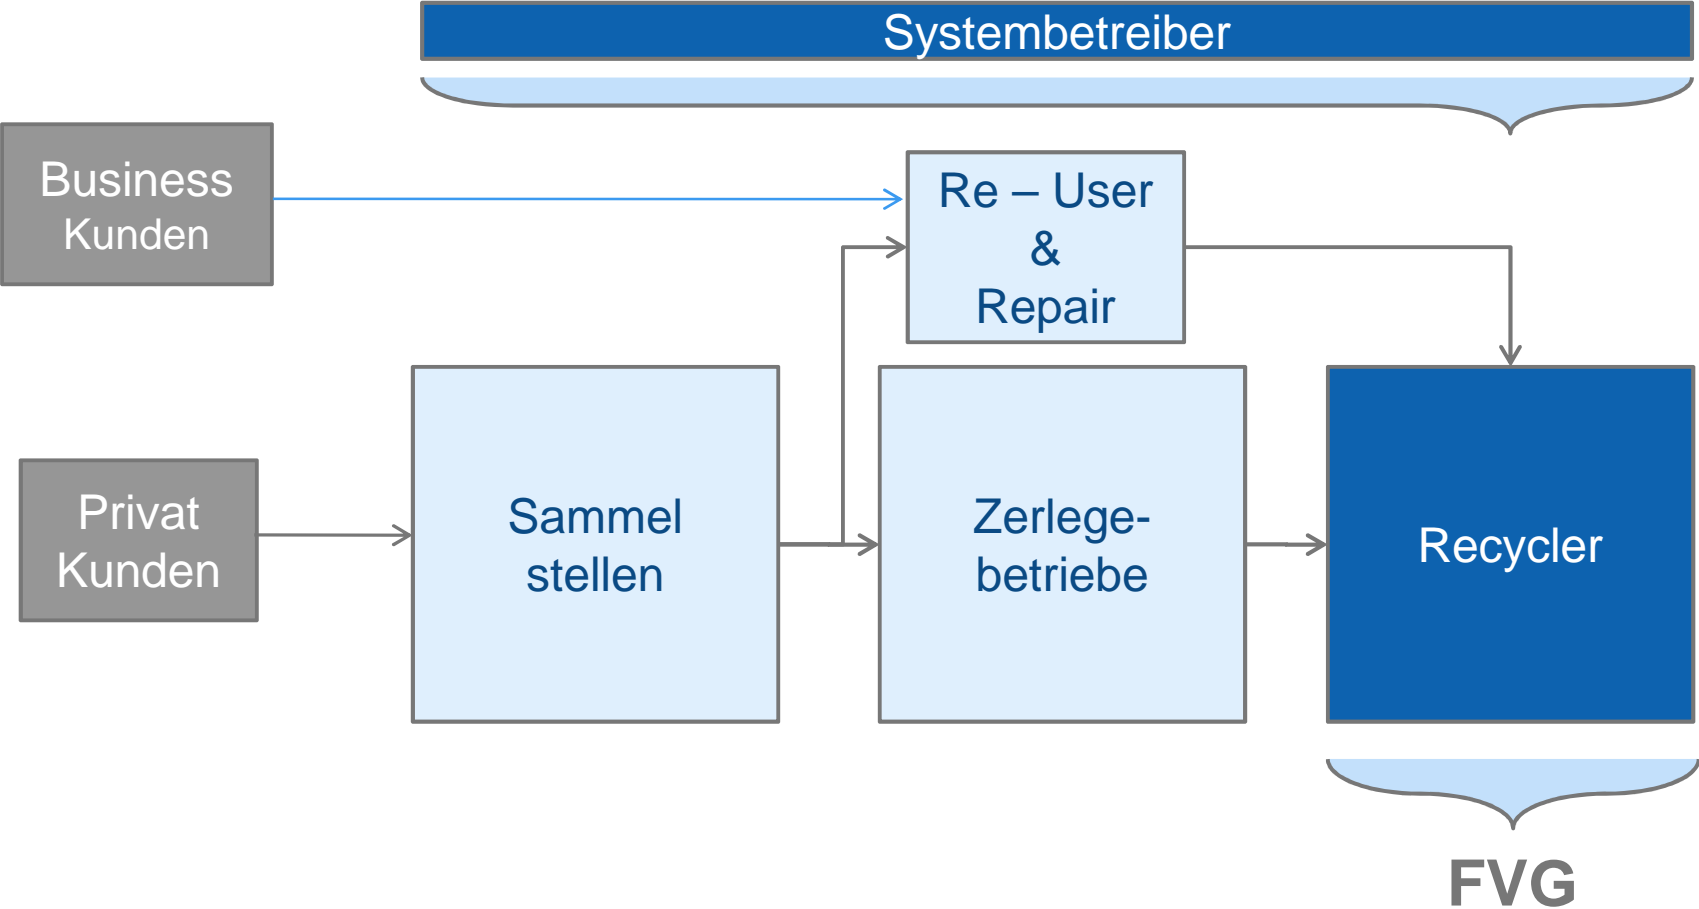 Systembetreiber
Business
Kunden
Re – User
&
Repair
Privat
Kunden
Sammel
stellen
Zerlege-
betriebe
Recycler
FVG